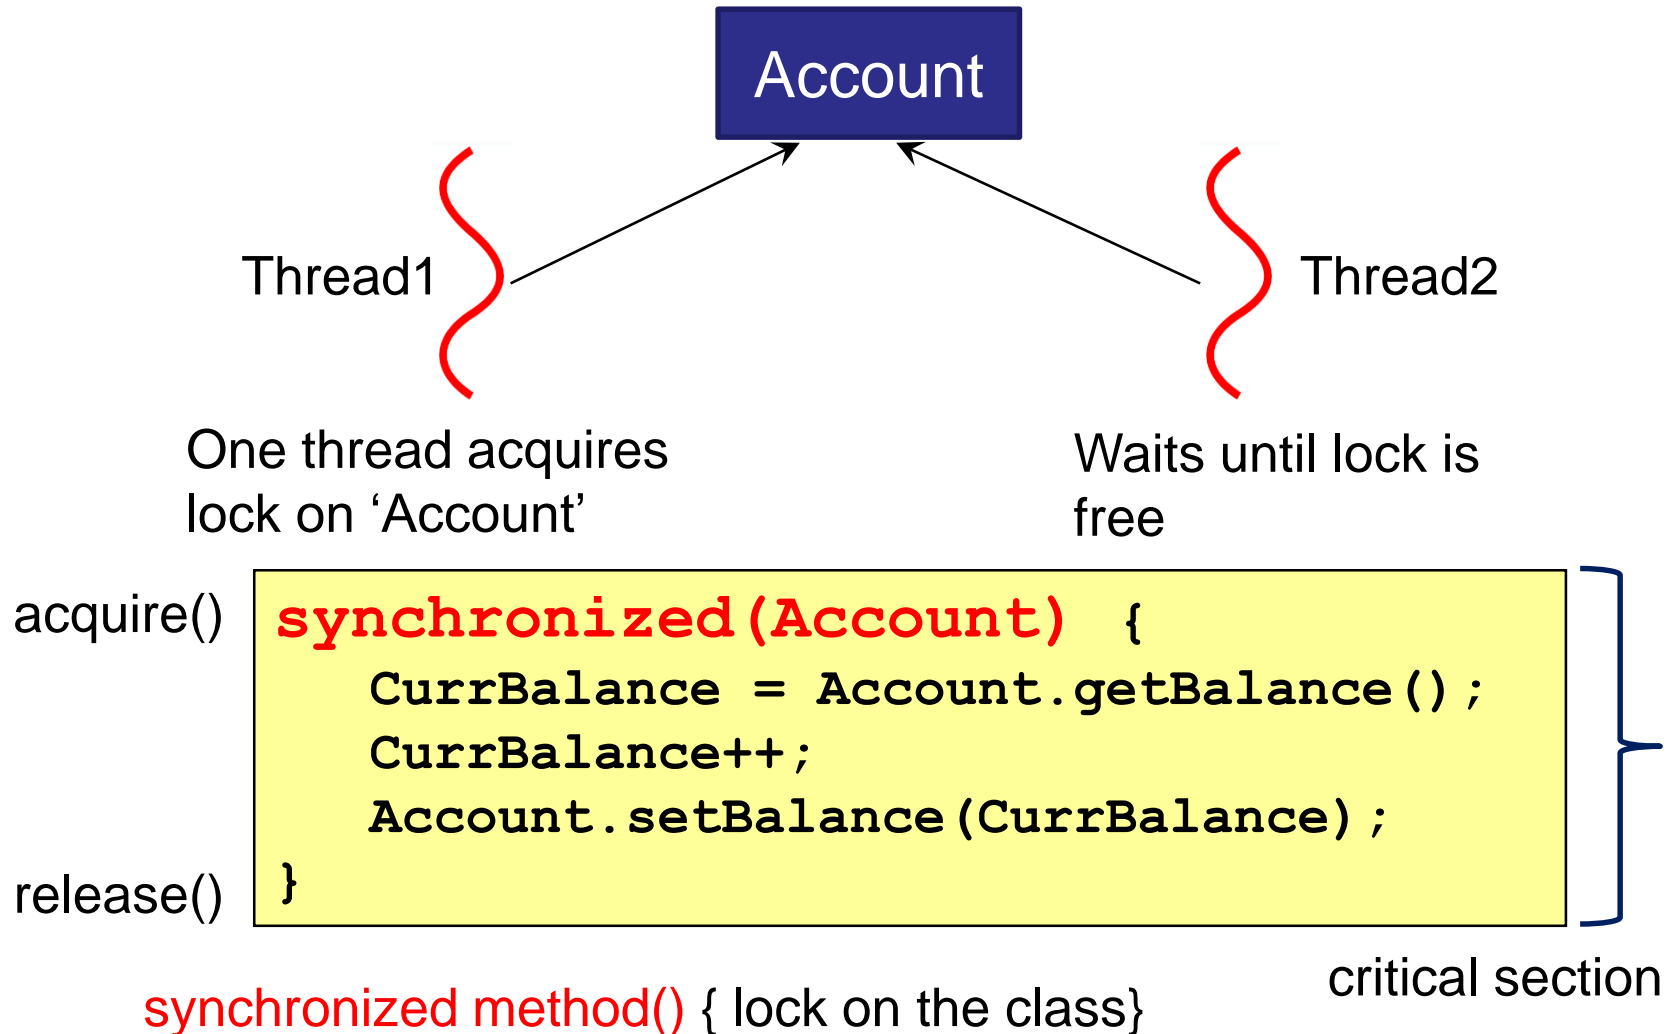 Account
Thread1
Thread2
One thread acquires
lock on ‘Account’
Waits until lock is
free
acquire()
synchronized(Account) {
CurrBalance = Account.getBalance();
CurrBalance++;
Account.setBalance(CurrBalance);
}
release()
critical section
synchronized method() { lock on the class}